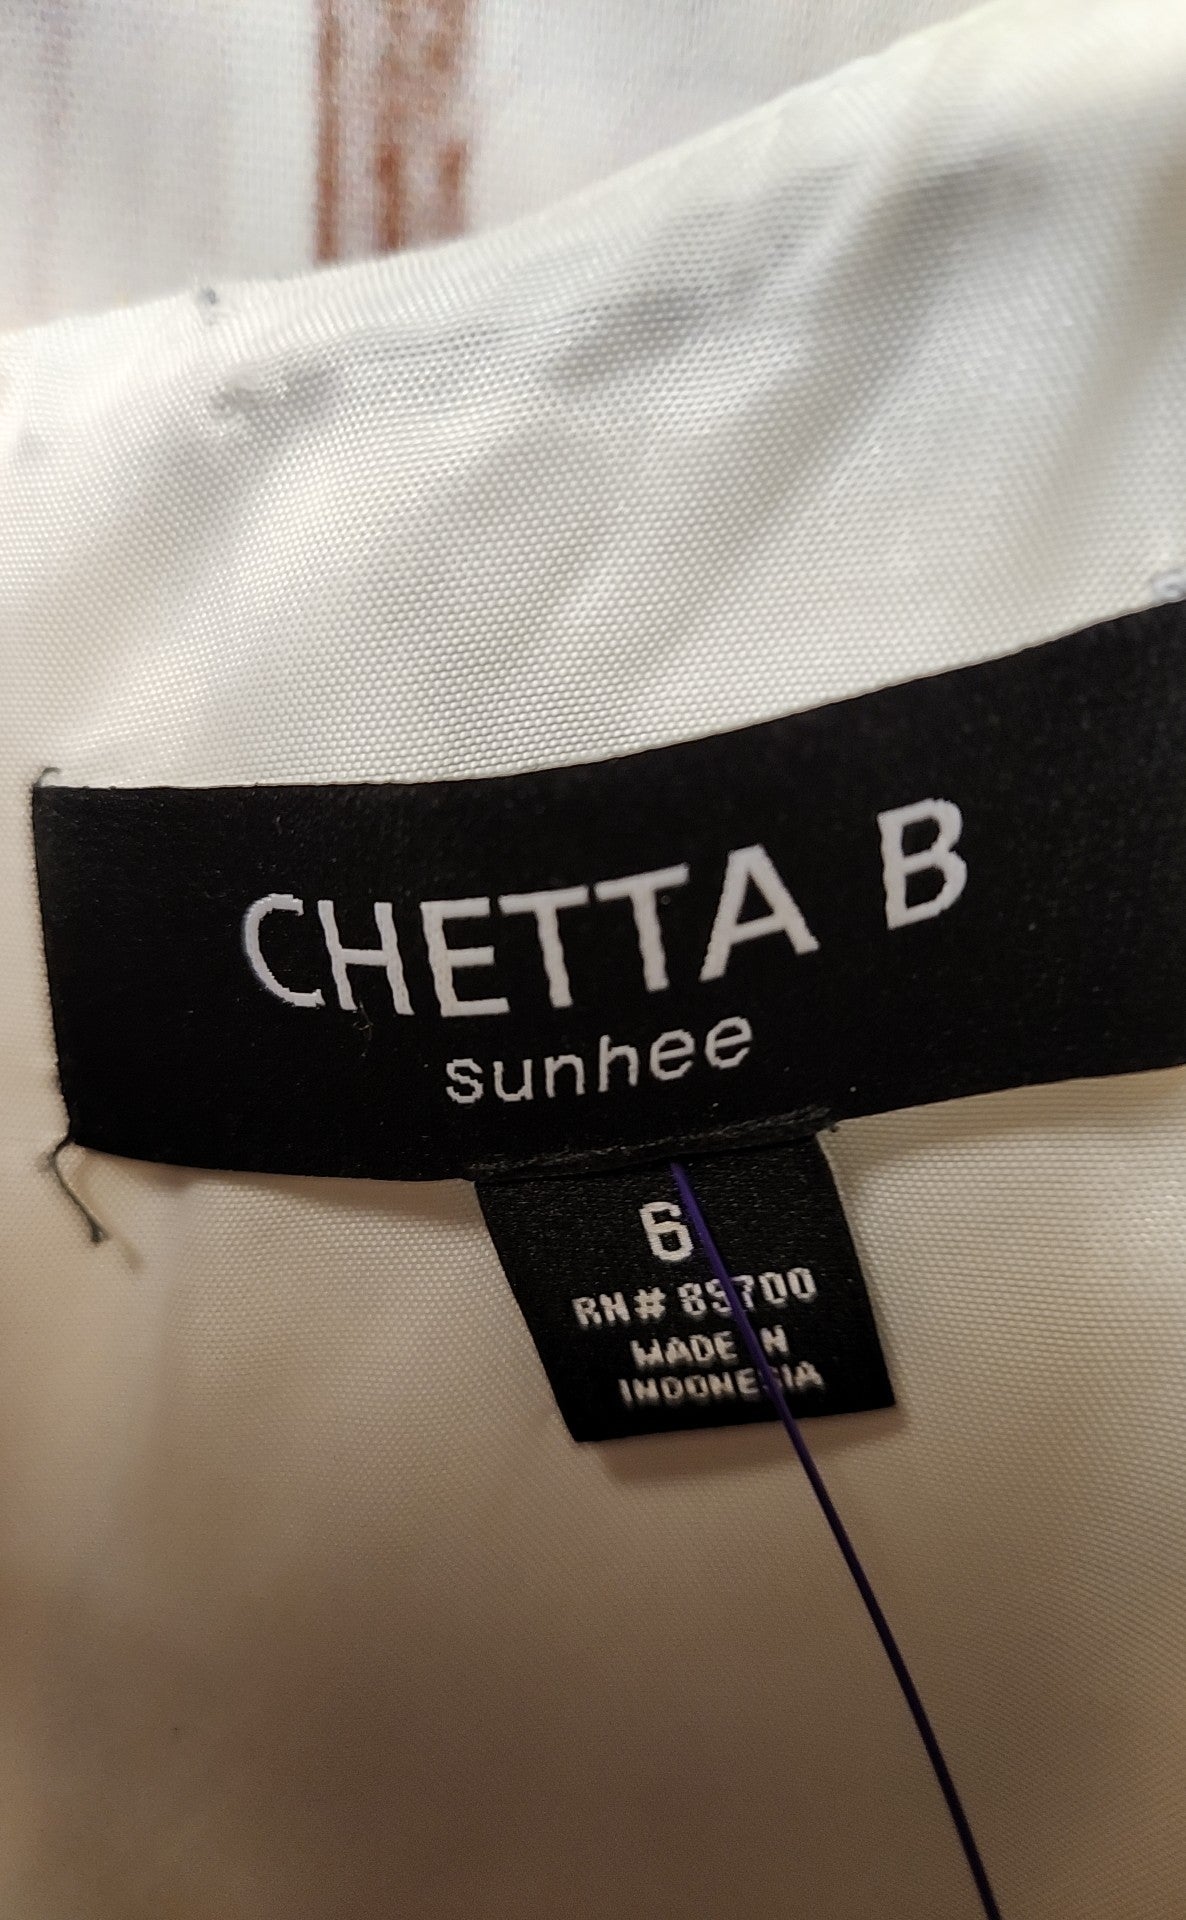 CHETTA B
sunhee
6
RN# 89700
MADE IN
INDONESIA